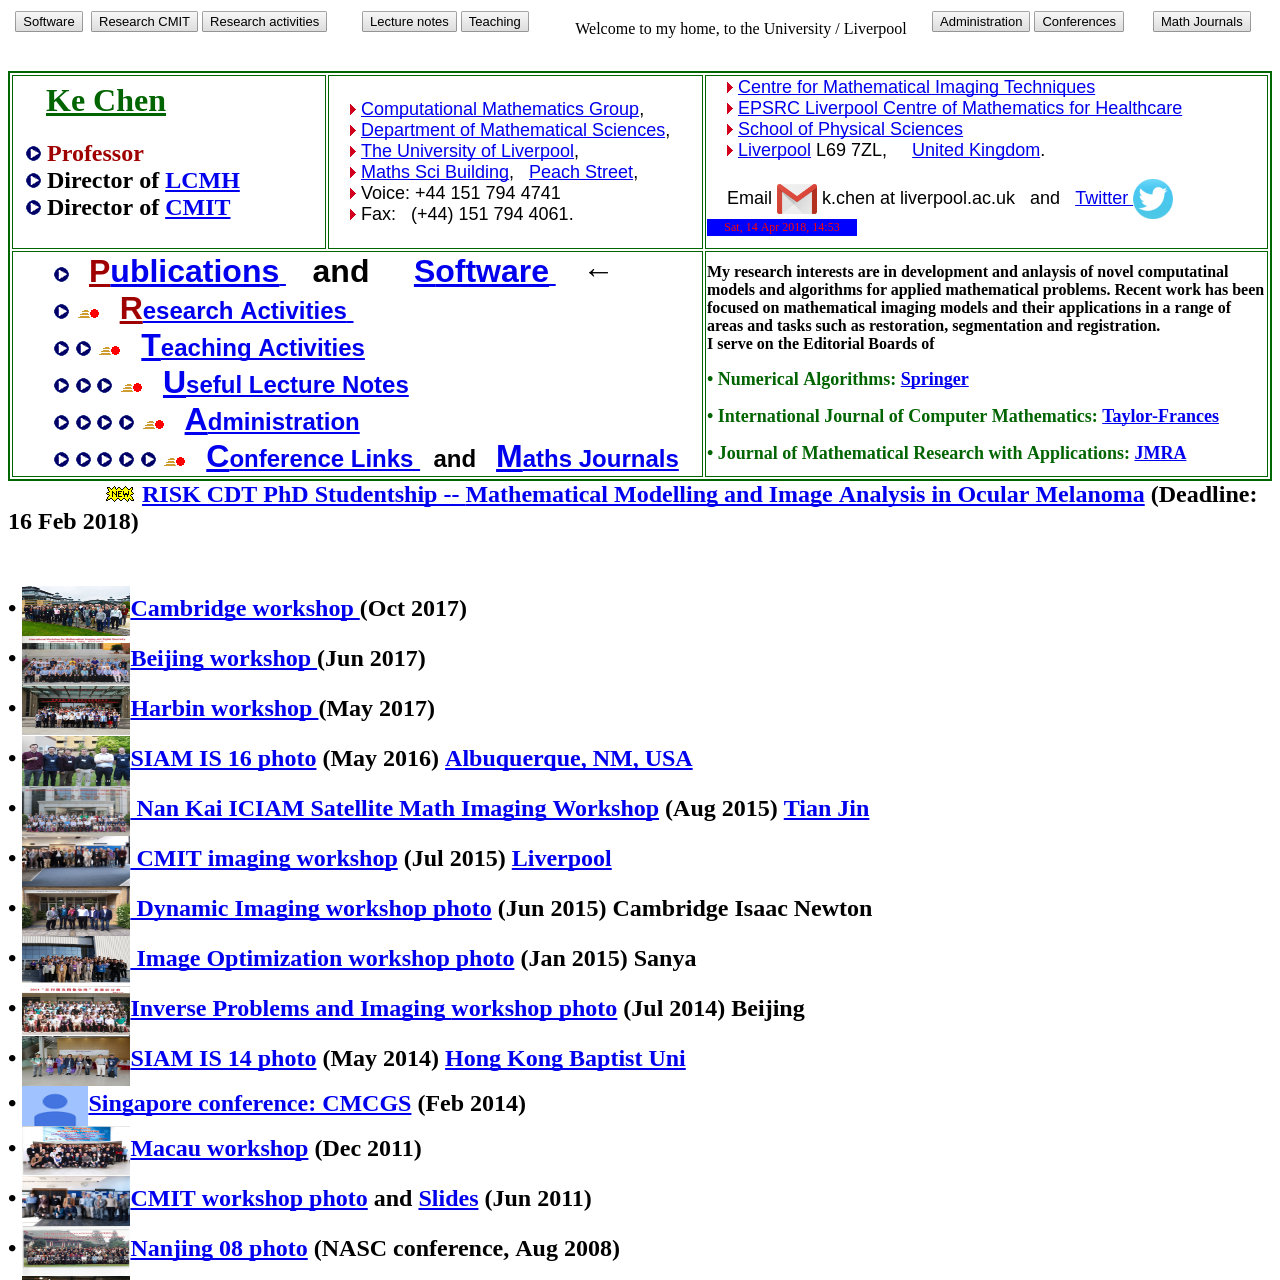 Software Research CMIT Research activities Lecture notes Teaching Welcome to my home, to the University / Liverpool Administration Conferences Math Journals
Ke Chen
Professor
Director of LCMH
Director of CMIT
Computational Mathematics Group,
Department of Mathematical Sciences,
The University of Liverpool,
Maths Sci Building, Peach Street,
Voice: +44 151 794 4741
Fax: (+44) 151 794 4061.
Centre for Mathematical Imaging Techniques
EPSRC Liverpool Centre of Mathematics for Healthcare
School of Physical Sciences
Liverpool L69 7ZL, United Kingdom.
Email k.chen at liverpool.ac.uk and Twitter
Sat, 14 Apr 2018, 14:53
Publications and Software ←
Research Activities
Teaching Activities
Useful Lecture Notes
Administration
Conference Links and Maths Journals
My research interests are in development and anlaysis of novel computatinal
models and algorithms for applied mathematical problems. Recent work has been
focused on mathematical imaging models and their applications in a range of
areas and tasks such as restoration, segmentation and registration.
I serve on the Editorial Boards of
• Numerical Algorithms: Springer
• International Journal of Computer Mathematics: Taylor-Frances
• Journal of Mathematical Research with Applications: JMRA
NEW RISK CDT PhD Studentship -- Mathematical Modelling and Image Analysis in Ocular Melanoma (Deadline:
16 Feb 2018)
• Cambridge workshop (Oct 2017)
• Beijing workshop (Jun 2017)
• Harbin workshop (May 2017)
• SIAM IS 16 photo (May 2016) Albuquerque, NM, USA
• Nan Kai ICIAM Satellite Math Imaging Workshop (Aug 2015) Tian Jin
• CMIT imaging workshop (Jul 2015) Liverpool
• Dynamic Imaging workshop photo (Jun 2015) Cambridge Isaac Newton
• Image Optimization workshop photo (Jan 2015) Sanya
• Inverse Problems and Imaging workshop photo (Jul 2014) Beijing
• SIAM IS 14 photo (May 2014) Hong Kong Baptist Uni
• Singapore conference: CMCGS (Feb 2014)
• Macau workshop (Dec 2011)
• CMIT workshop photo and Slides (Jun 2011)
• Nanjing 08 photo (NASC conference, Aug 2008)